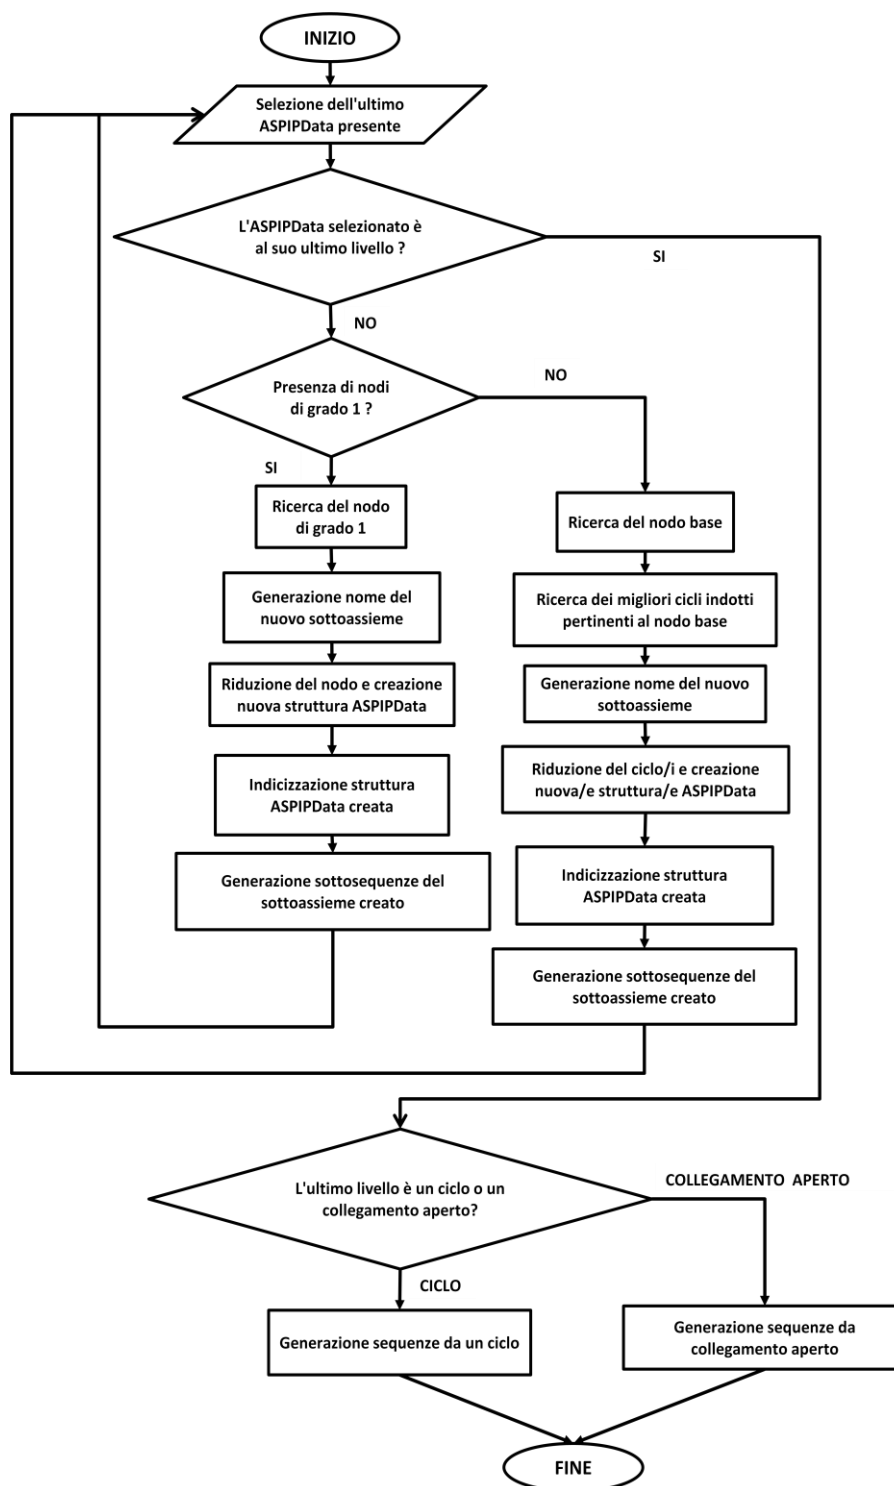 INIZIO
Selezione dell'ultimo
ASPIPData presente
L'ASPIPData selezionato è
al suo ultimo livello ?
SI
NO
Presenza di nodi
di grado 1 ?
NO
SI
Ricerca del nodo
di grado 1
Generazione nome del
nuovo sottoassieme
Riduzione del nodo e creazione
nuova struttura ASPIPData
Indicizzazione struttura
ASPIPData creata
Generazione sottosequenze del
sottoassieme creato
Ricerca del nodo base
Ricerca dei migliori cicli indotti
pertinenti al nodo base
Generazione nome del nuovo
sottoassieme
Riduzione del ciclo/i e creazione
nuova/e struttura/e ASPIPData
Indicizzazione struttura
ASPIPData creata
Generazione sottosequenze del
sottoassieme creato
L'ultimo livello è un ciclo o un
collegamento aperto?
COLLEGAMENTO APERTO
CICLO
Generazione sequenze da un ciclo
Generazione sequenze da
collegamento aperto
FINE